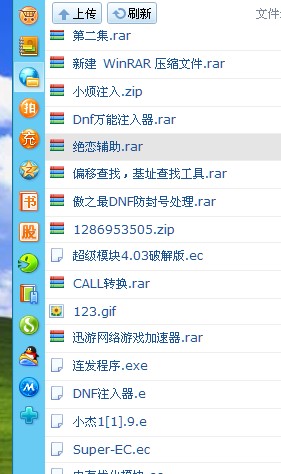 上传 刷新 文件
第二集.rar
新建 WinRAR 压缩文件.rar
小烦注入.zip
Dnf万能注入器.rar
绝恋辅助.rar
偏移查找，基址查找工具.rar
傲之最DNF防封号处理.rar
1286953505.zip
超级模块4.03破解版.ec
CALL转换.rar
123.gif
迅游网络游戏加速器.rar
连发程序.exe
DNF注入器.e
小杰1[1].9.e
Super-EC.ec
拍
充
书
股